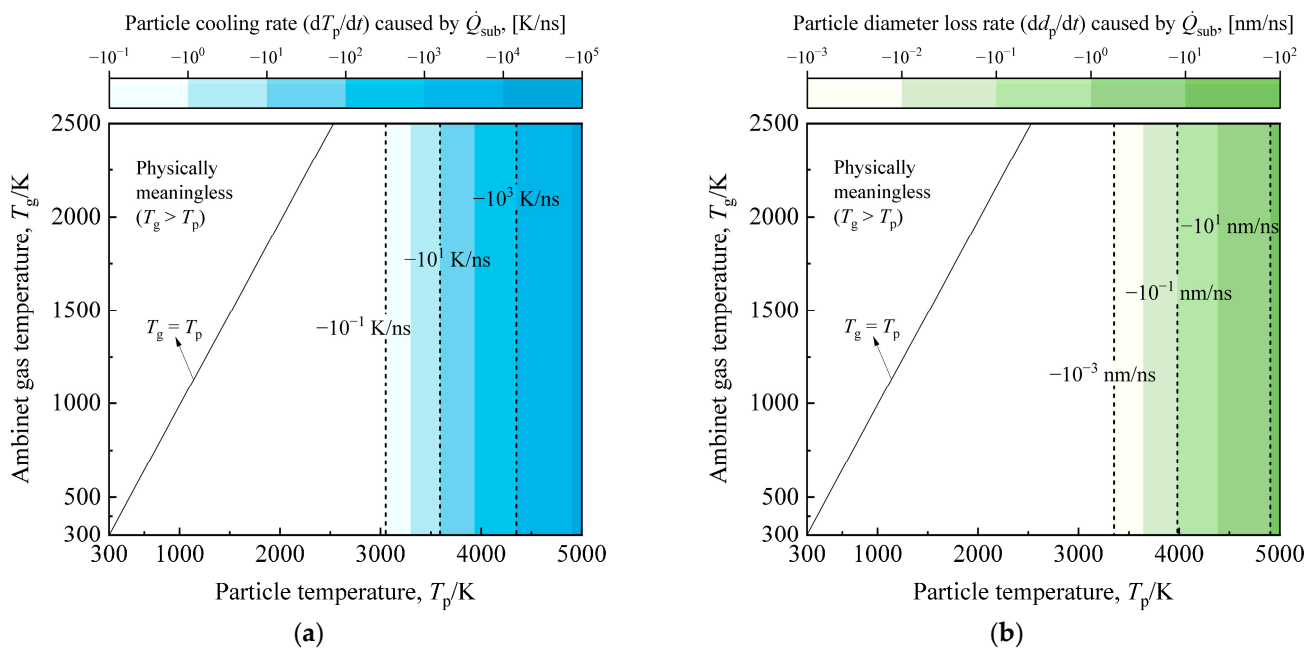 Particle cooling rate (dTp/dt) caused by Q̇sub, [K/ns]
−10⁻¹ −10⁰ −10¹ −10² −10³ −10⁴ −10⁵
2500
2000
1500
1000
500
300
Ambinet gas temperature, Tg/K
Physically
meaningless
(Tg > Tp)
Tg = Tp
−10³ K/ns
−10¹ K/ns
−10⁻¹ K/ns
300 1000 2000 3000 4000 5000
Particle temperature, Tp/K
(a)
Particle diameter loss rate (ddp/dt) caused by Q̇sub, [nm/ns]
−10⁻³ −10⁻² −10⁻¹ −10⁰ −10¹ −10²
2500
2000
1500
1000
500
300
Ambinet gas temperature, Tg/K
Physically
meaningless
(Tg > Tp)
Tg = Tp
−10¹ nm/ns
−10⁻¹ nm/ns
−10⁻³ nm/ns
300 1000 2000 3000 4000 5000
Particle temperature, Tp/K
(b)